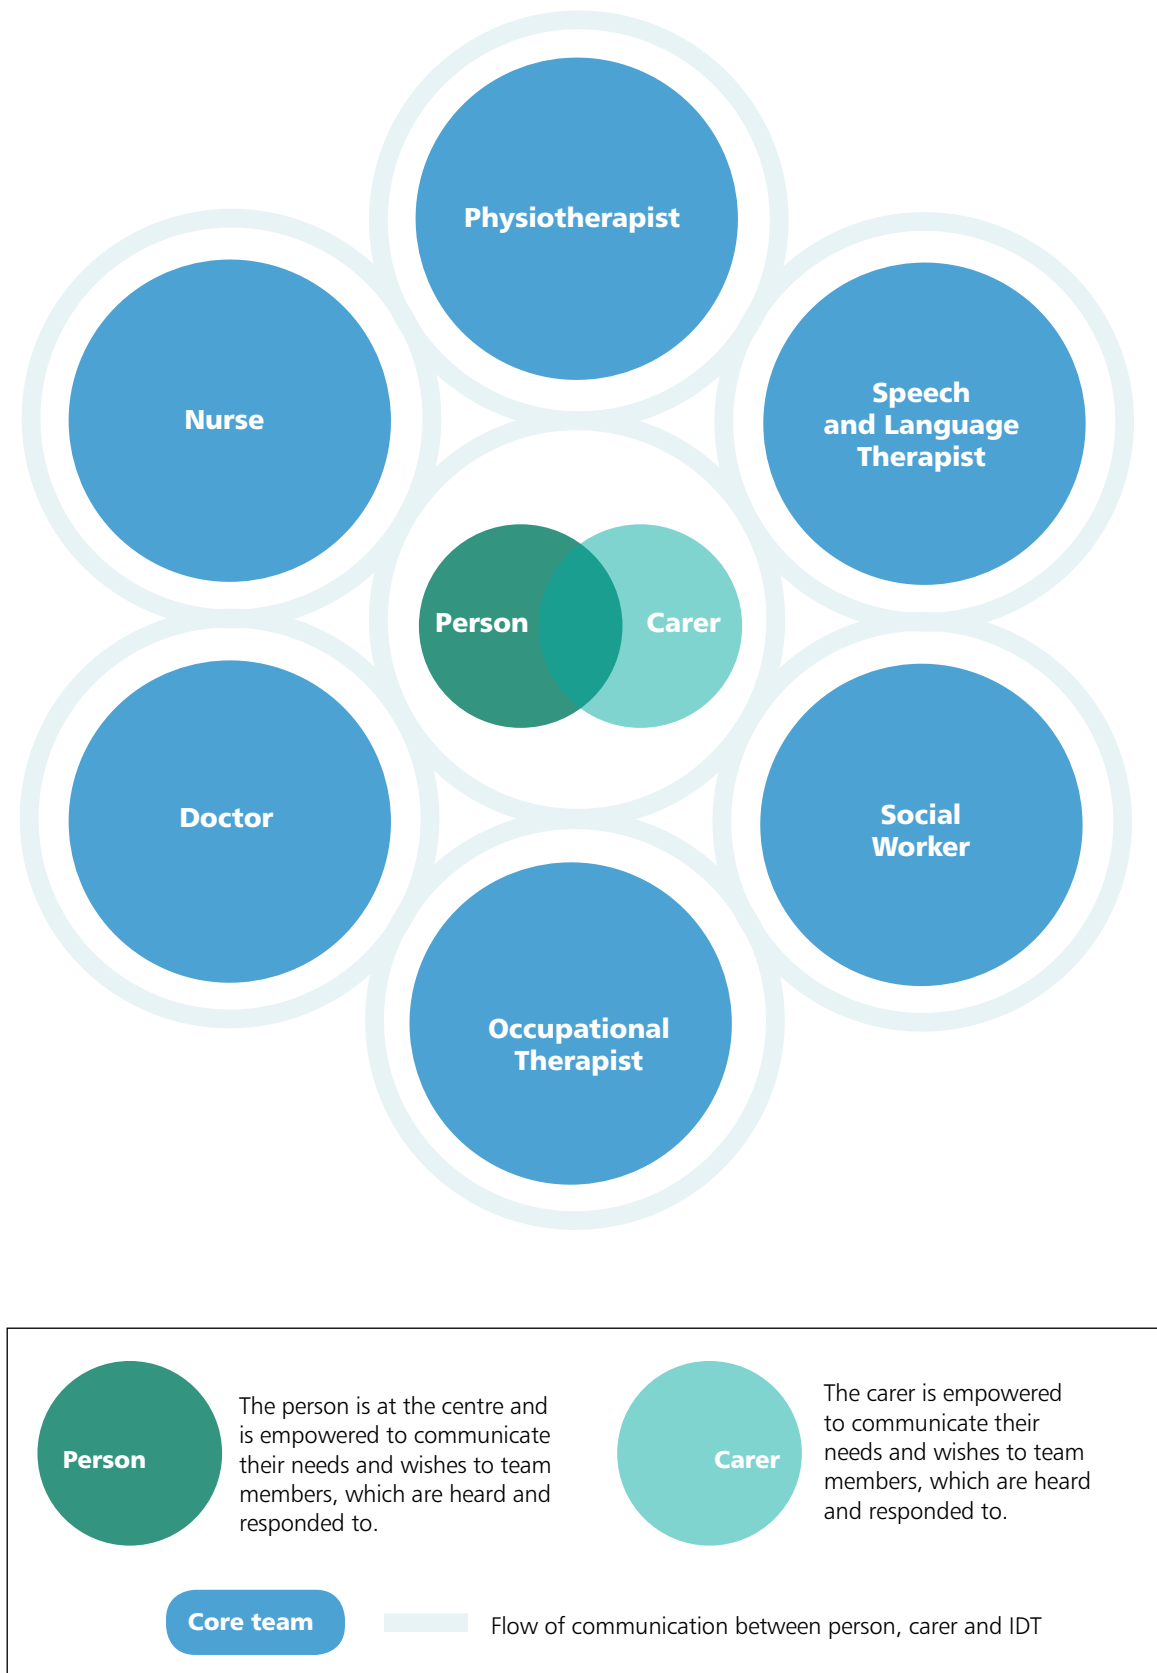 Physiotherapist
Nurse
Speech
and Language
Therapist
Person
Carer
Doctor
Social
Worker
Occupational
Therapist
Person
The person is at the centre and
is empowered to communicate
their needs and wishes to team
members, which are heard and
responded to.
Carer
The carer is empowered
to communicate their
needs and wishes to team
members, which are heard
and responded to.
Core team
Flow of communication between person, carer and IDT